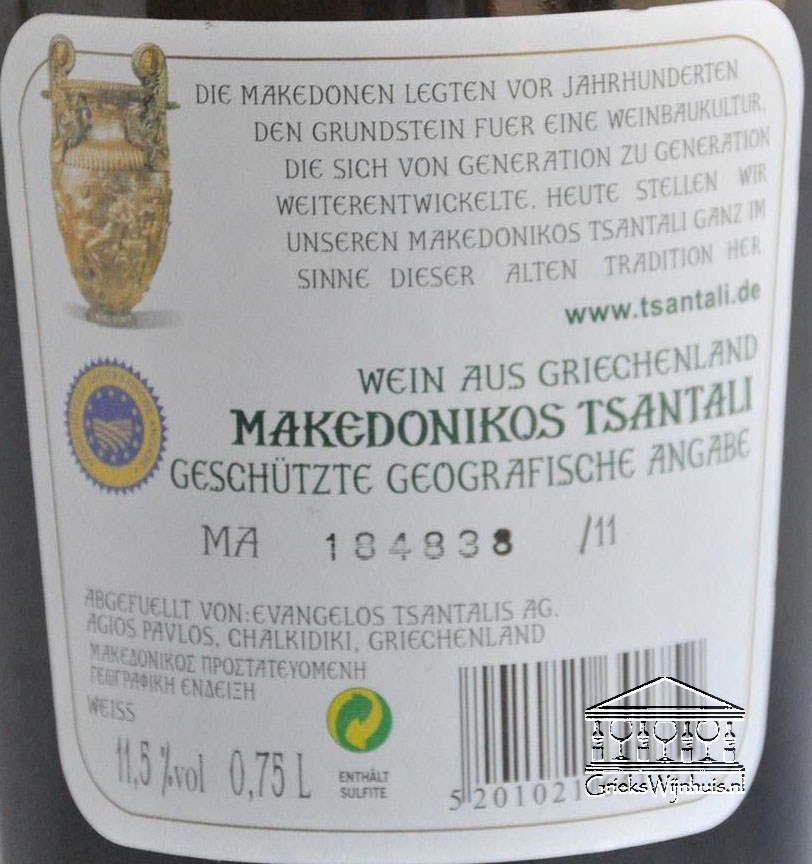 DIE MAKEDONEN LEGTEN VOR JAHRHUNDERTEN
DEN GRUNDSTEIN FUER EINE WEINBAUKULTUR,
DIE SICH VON GENERATION ZU GENERATION
WEITERENTWICKELTE. HEUTE STELLEN WIR
UNSEREN MAKEDONIKOS TSANTALI GANZ IM
SINNE DIESER ALTEN TRADITION HER.
www.tsantali.de
WEIN AUS GRIECHENLAND
MAKEDONIKOS TSANTALI
GESCHÜTZTE GEOGRAFISCHE ANGABE
MA 184838 /11
ABGEFUELLT VON:EVANGELOS TSANTALIS AG.
AGIOS PAVLOS, CHALKIDIKI, GRIECHENLAND
ΜΑΚΕΔΟΝΙΚΟΣ ΠΡΟΣΤΑΤΕΥΟΜΕΝΗ
ΓΕΩΓΡΑΦΙΚΗ ΕΝΔΕΙΞΗ
WEISS
11,5 %vol 0,75 L
ENTHÄLT
SULFITE
5 201021
GrieksWijnhuis.nl